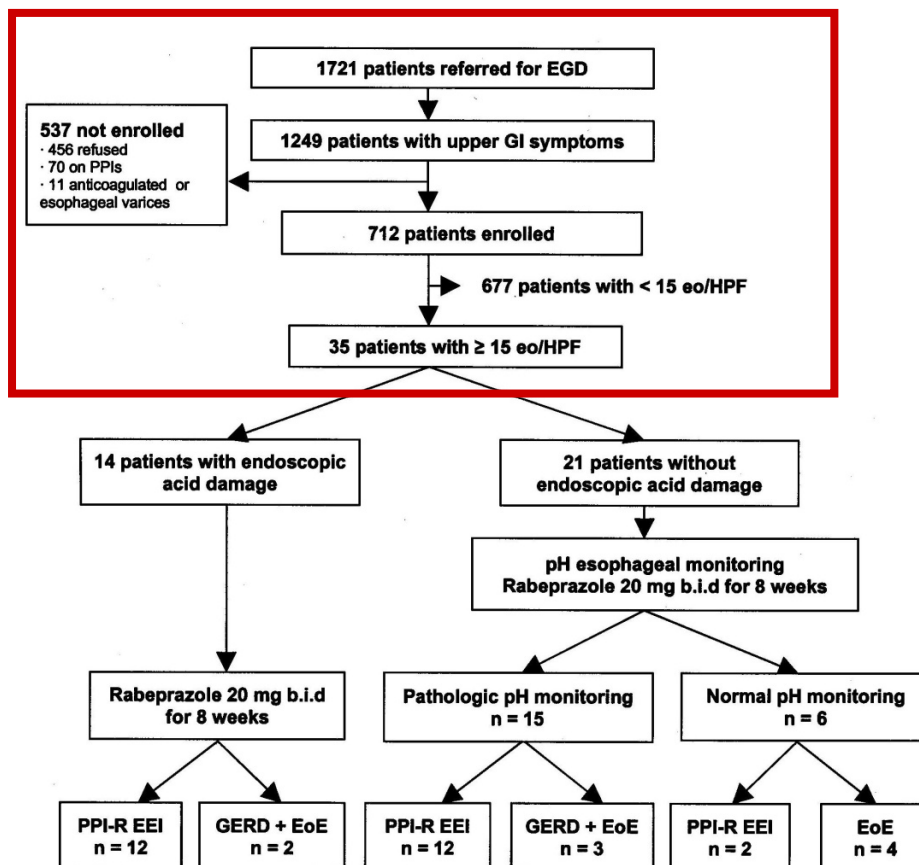 1721 patients referred for EGD
537 not enrolled
· 456 refused
· 70 on PPIs
· 11 anticoagulated or
esophageal varices
1249 patients with upper GI symptoms
712 patients enrolled
677 patients with < 15 eo/HPF
35 patients with ≥ 15 eo/HPF
14 patients with endoscopic
acid damage
21 patients without
endoscopic acid damage
pH esophageal monitoring
Rabeprazole 20 mg b.i.d for 8 weeks
Rabeprazole 20 mg b.i.d
for 8 weeks
Pathologic pH monitoring
n = 15
Normal pH monitoring
n = 6
PPI-R EEI
n = 12
GERD + EoE
n = 2
PPI-R EEI
n = 12
GERD + EoE
n = 3
PPI-R EEI
n = 2
EoE
n = 4